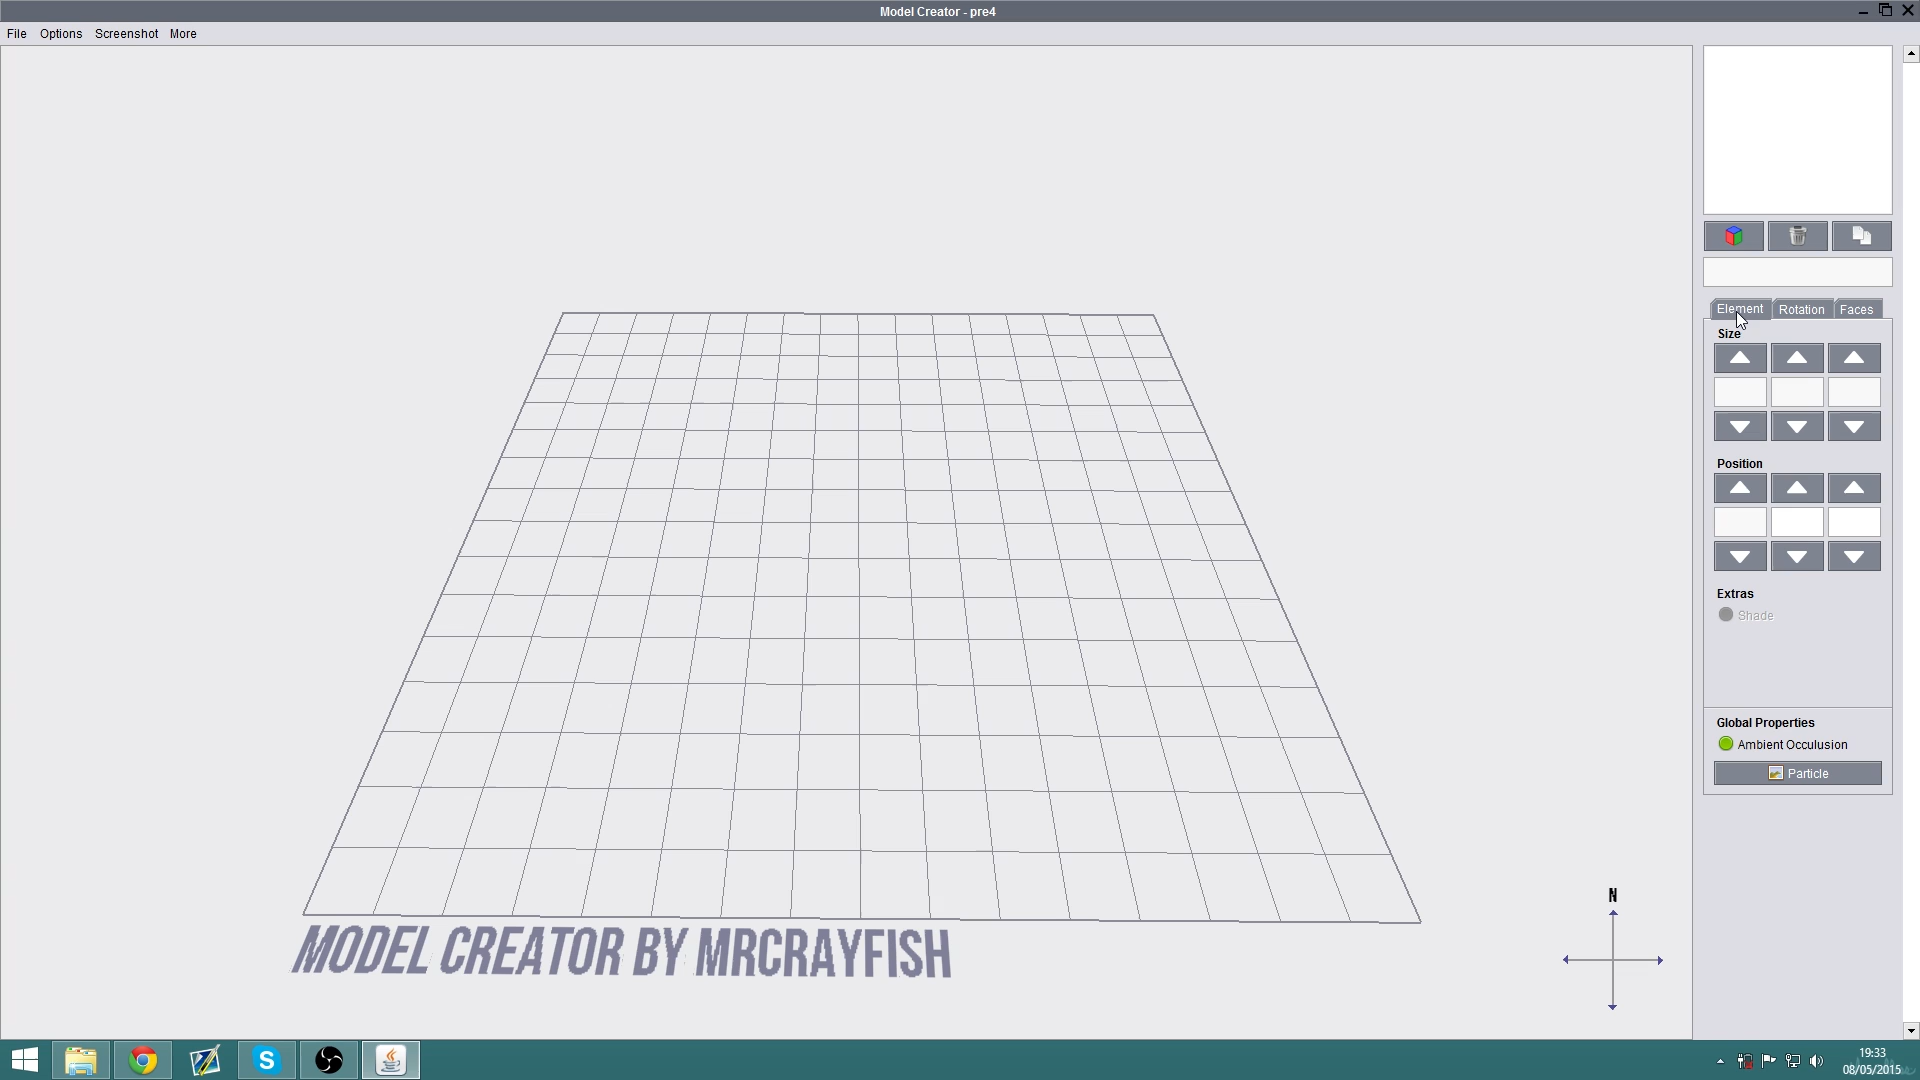 Model Creator - pre4
File Options Screenshot More
Element Rotation Faces
Size
Position
Extras
Shade
Global Properties
Ambient Occulusion
Particle
N
MODEL CREATOR BY MRCRAYFISH
19:33
08/05/2015